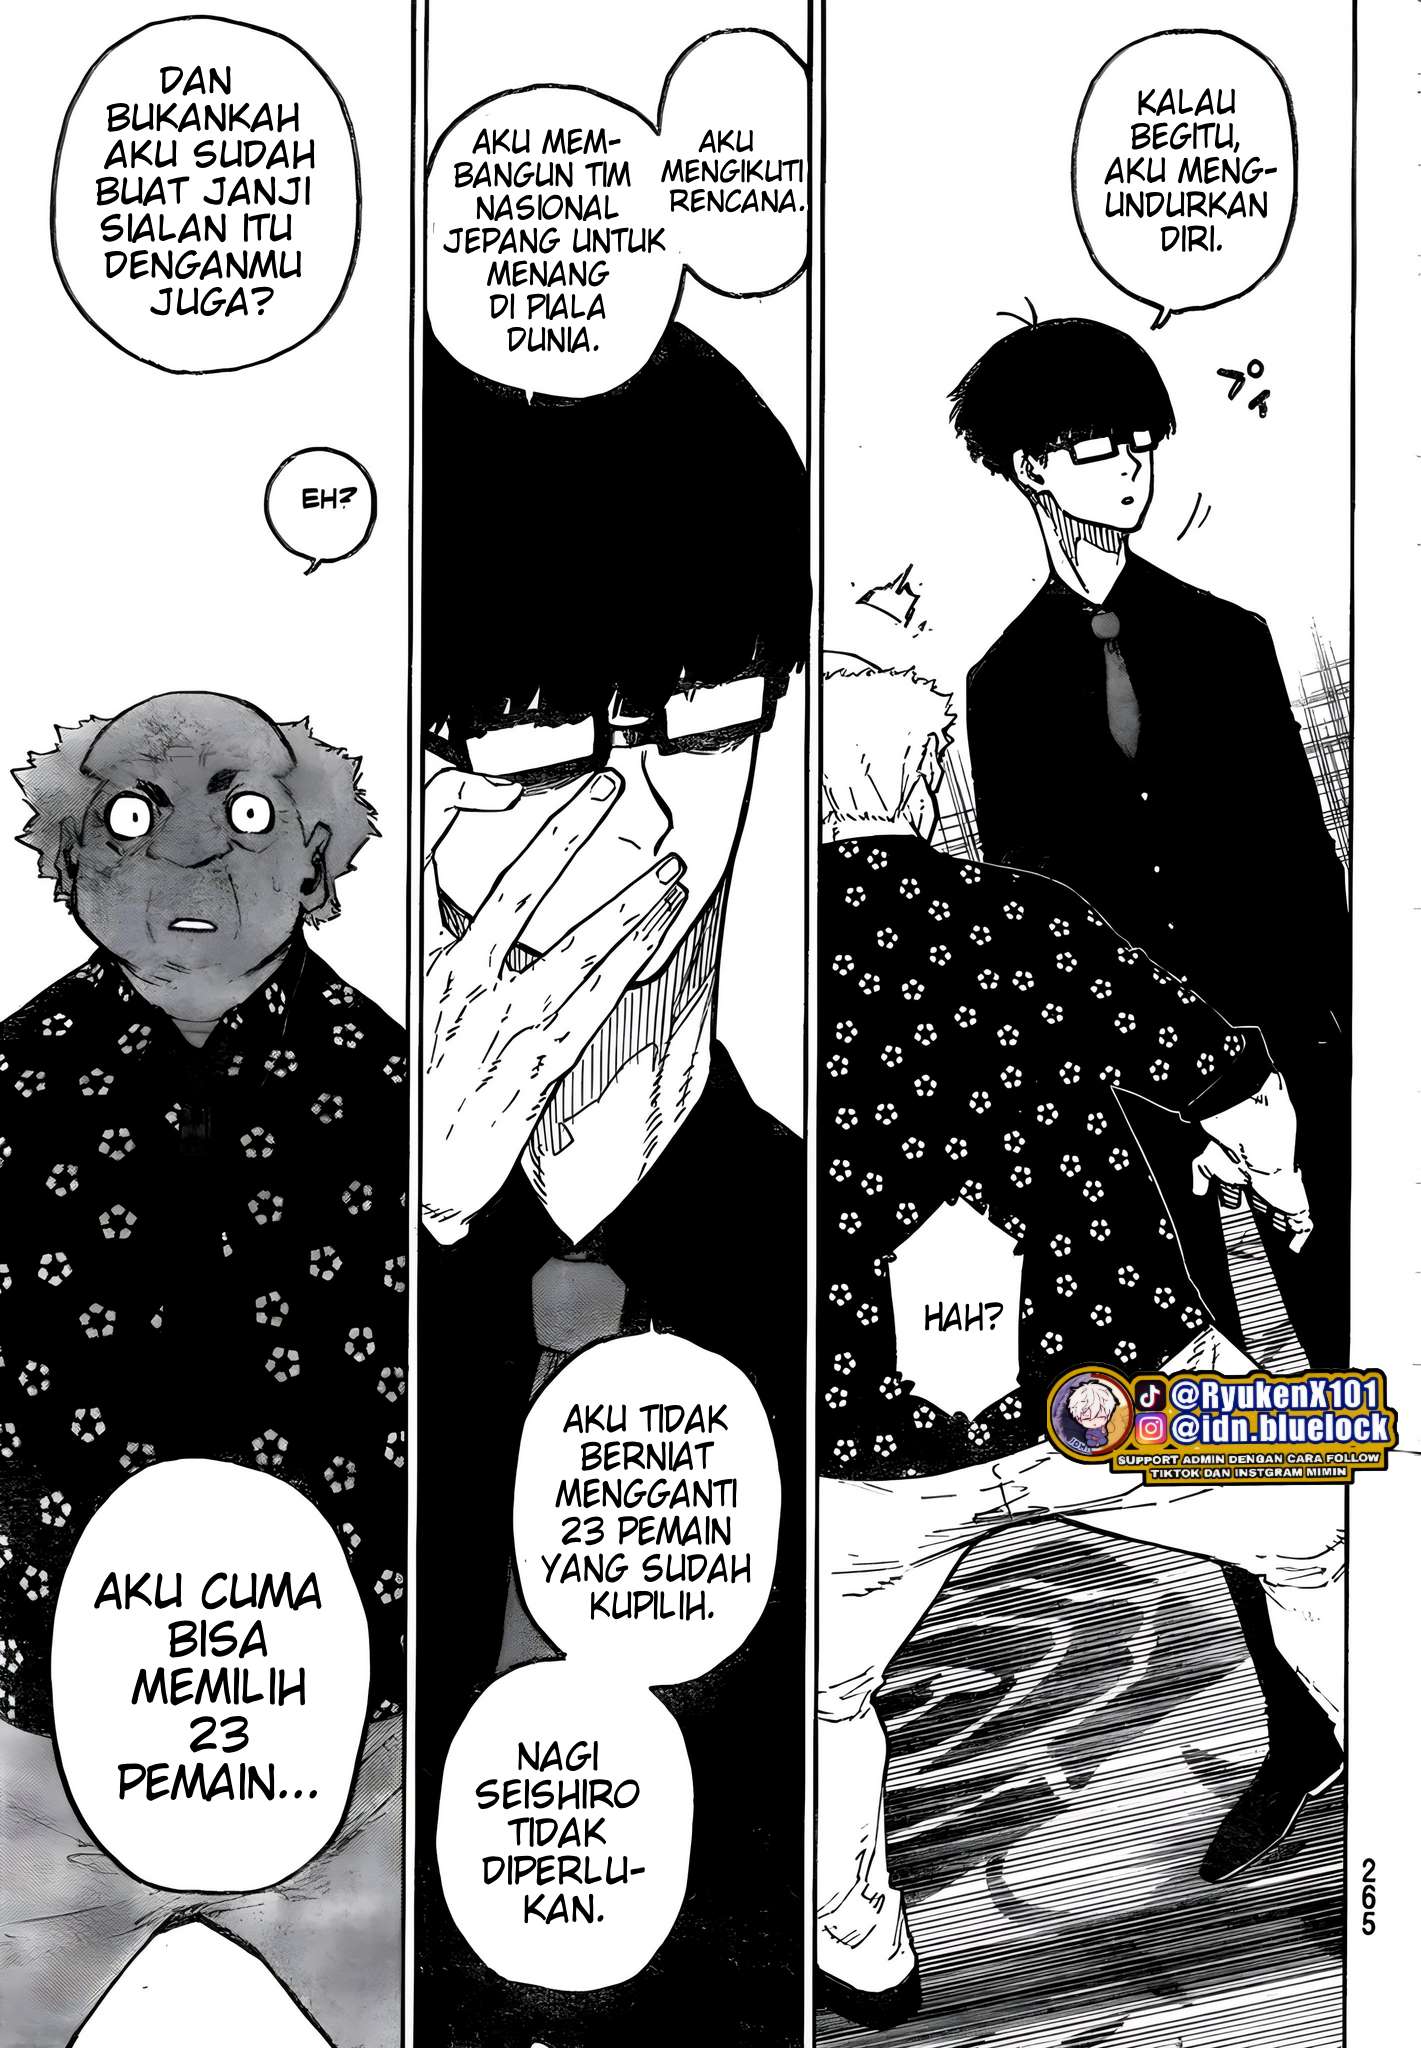 KALAU
BEGITU,
AKU MENG-
UNDURKAN
DIRI.
プイ
HAH?
AKU
MENGIKUTI
RENCANA.
AKU MEM-
BANGUN TIM
NASIONAL
JEPANG UNTUK
MENANG
DI PIALA
DUNIA.
AKU TIDAK
BERNIAT
MENGGANTI
23 PEMAIN
YANG SUDAH
KUPILIH.
NAGI
SEISHIRO
TIDAK
DIPERLU-
KAN.
DAN
BUKANKAH
AKU SUDAH
BUAT JANJI
SIALAN ITU
DENGANMU
JUGA?
EH?
AKU CUMA
BISA
MEMILIH
23
PEMAIN...
@RyukenX101
@idn.bluelock
SUPPORT ADMIN DENGAN CARA FOLLOW
TIKTOK DAN INSTGRAM MIMIN
265